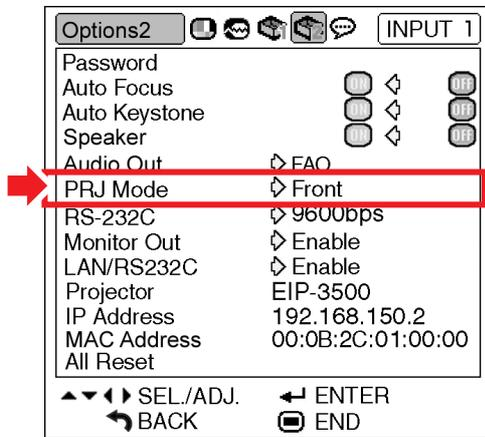 Options2 INPUT 1
Password
Auto Focus ON OFF
Auto Keystone ON OFF
Speaker ON OFF
Audio Out FAO
PRJ Mode Front
RS-232C 9600bps
Monitor Out Enable
LAN/RS232C Enable
Projector EIP-3500
IP Address 192.168.150.2
MAC Address 00:0B:2C:01:00:00
All Reset
SEL./ADJ. ENTER
BACK END